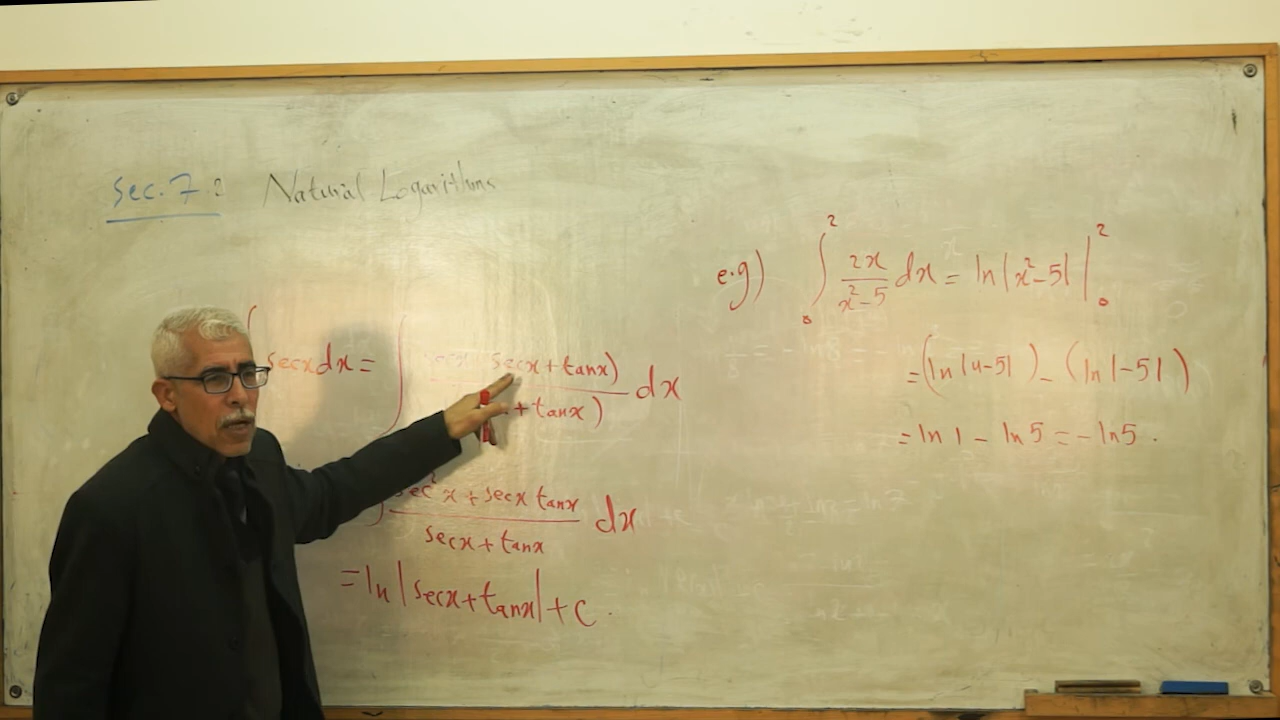 Sec. 7.2 Natural Logarithms
∫ secx dx = ∫ secx (secx + tanx) / ( + tanx) dx
∫ sec²x + secx tanx / secx + tanx dx
= ln |secx + tanx| + c .
e.g) ∫₀² 2x / x²-5 dx = ln |x²-5| |₀²
= (ln |4-5| ) - (ln |-5| )
= ln 1 - ln 5 = - ln 5 .